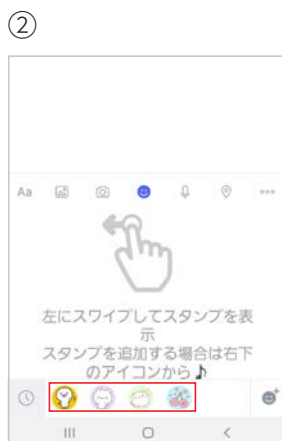 ②
Aa
左にスワイプしてスタンプを表
示
スタンプを追加する場合は右下
のアイコンから♪